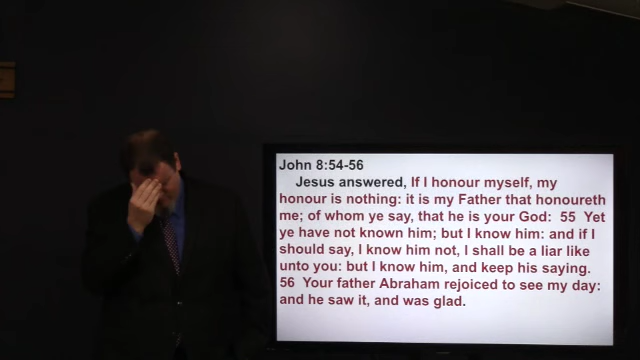 John 8:54-56
Jesus answered, If I honour myself, my
honour is nothing: it is my Father that honoureth
me; of whom ye say, that he is your God: 55 Yet
ye have not known him; but I know him: and if I
should say, I know him not, I shall be a liar like
unto you: but I know him, and keep his saying.
56 Your father Abraham rejoiced to see my day:
and he saw it, and was glad.